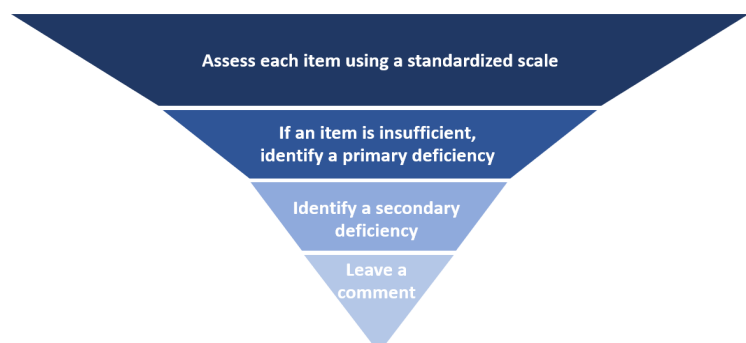 Assess each item using a standardized scale
If an item is insufficient,
identify a primary deficiency
Identify a secondary
deficiency
Leave a
comment